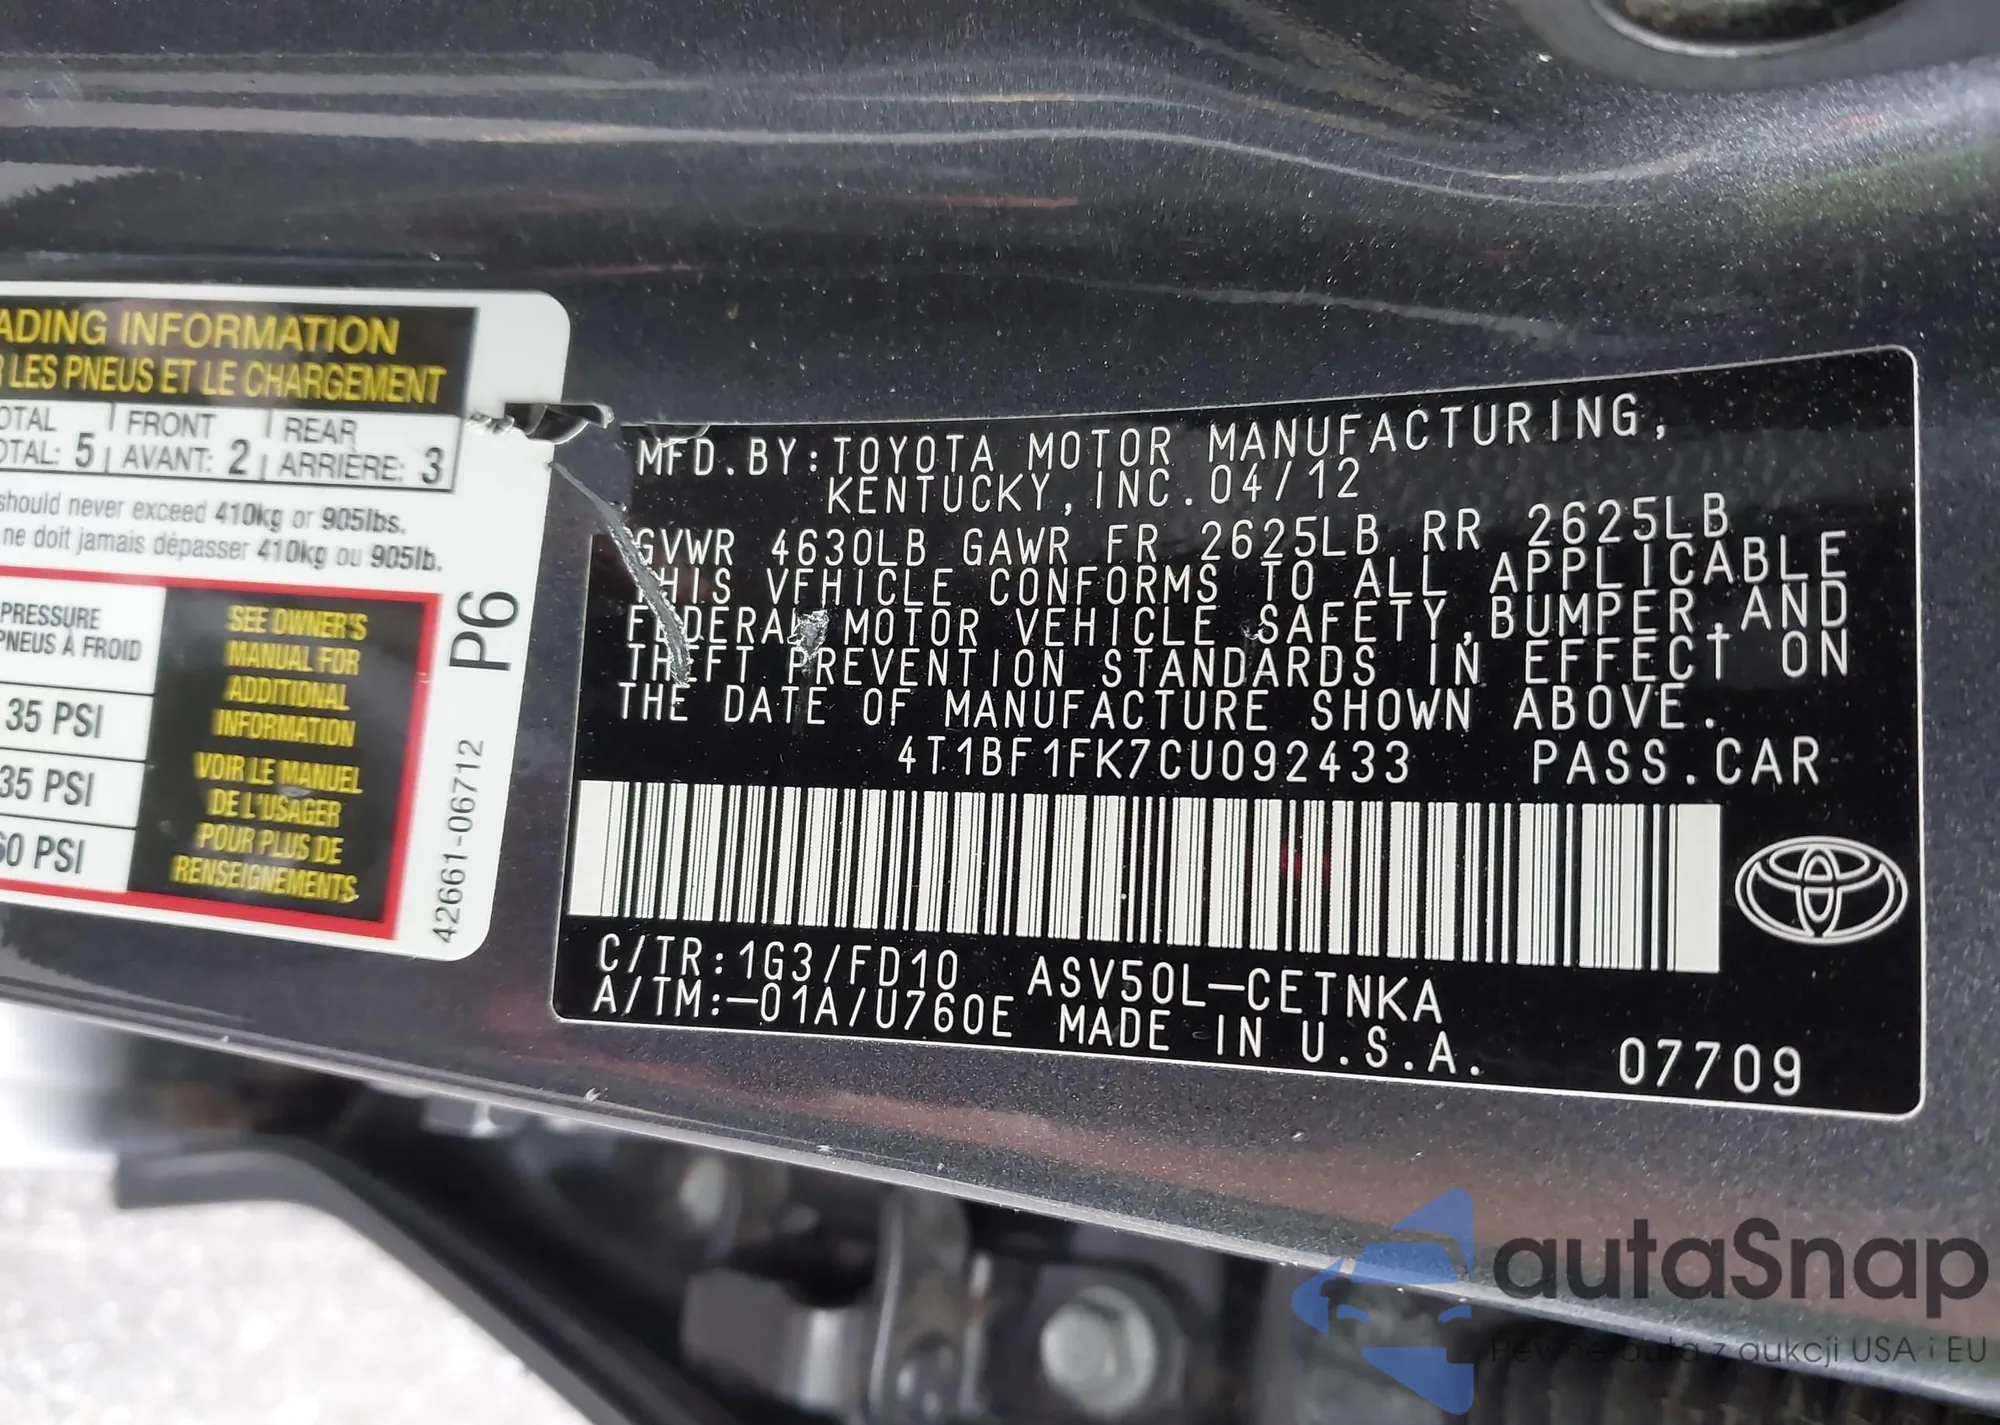 ADING INFORMATION
LES PNEUS ET LE CHARGEMENT
OTAL FRONT REAR
OTAL: 5 AVANT: 2 ARRIÈRE: 3
should never exceed 410kg or 905lbs.
ne doit jamais dépasser 410kg ou 905lb.
PRESSURE
PNEUS À FROID
35 PSI
35 PSI
60 PSI
SEE OWNER'S
MANUAL FOR
ADDITIONAL
INFORMATION
VOIR LE MANUEL
DE L'USAGER
POUR PLUS DE
RENSEIGNEMENTS.
P6
42661-06712
MFD.BY:TOYOTA MOTOR MANUFACTURING,
KENTUCKY,INC.04/12
GVWR 4630LB GAWR FR 2625LB RR 2625LB
THIS VEHICLE CONFORMS TO ALL APPLICABLE
FEDERAL MOTOR VEHICLE SAFETY,BUMPER,AND
THEFT PREVENTION STANDARDS IN EFFECT ON
THE DATE OF MANUFACTURE SHOWN ABOVE.
4T1BF1FK7CU092433 PASS.CAR
C/TR:1G3/FD10 ASV50L-CETNKA
A/TM:-01A/U760E MADE IN U.S.A.
07709
autaSnap
Pewne auta z aukcji USA i EU